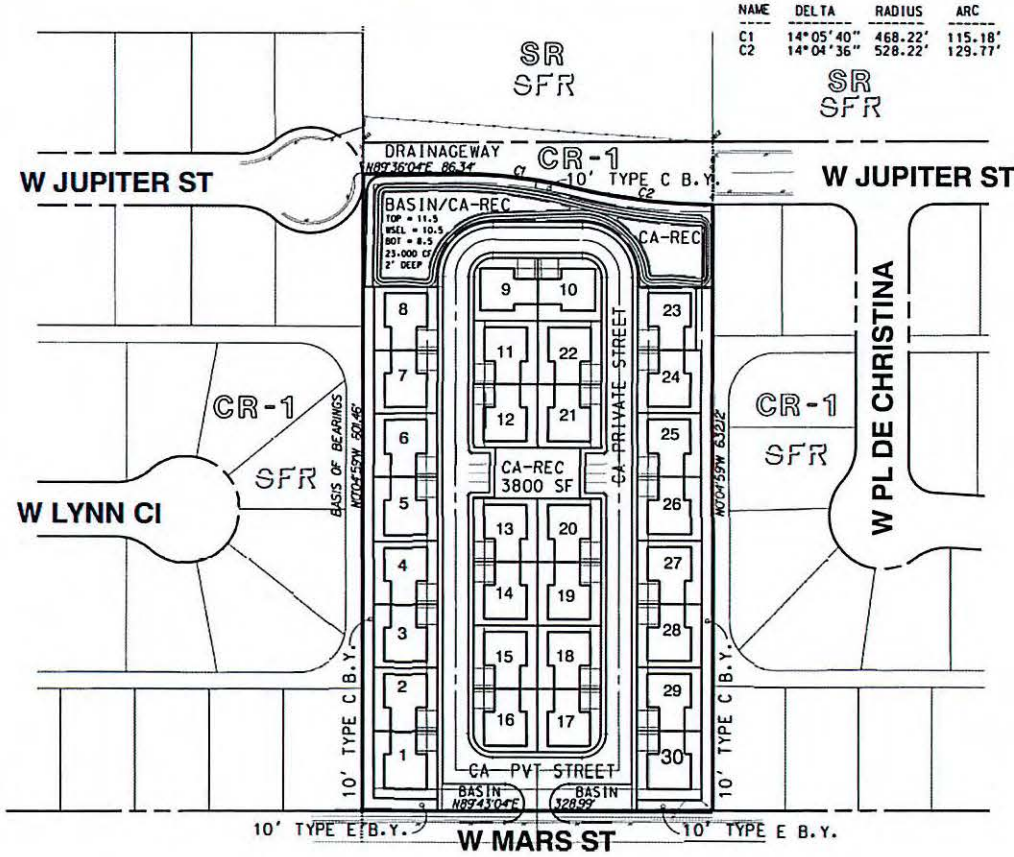 NAME DELTA RADIUS ARC
C1 14°05'40" 468.22' 115.18'
C2 14°04'36" 528.22' 129.77'
SR
SFR
SR
SFR
DRAINAGEWAY
CR-1
N89°36'04"E 86.34'
C1
10' TYPE C B.Y.
C2
W JUPITER ST
W JUPITER ST
BASIN/CA-REC
TOP = 11.5
WSEL = 10.5
BOT = 8.5
23,000 CF
2' DEEP
CA-REC
9 10
8
23
11 22
7
24
12 21
CA-PRIVATE STREET
W PL DE CHRISTINA
CR-1
SFR
CR-1
SFR
BASIS OF BEARINGS
N0°04'59"W 601.46'
N0°04'59"W 632.12'
6
25
CA-REC
3800 SF
5
26
W LYNN CI
13 20
4
27
14 19
3
28
15 18
2
29
16 17
1
30
10' TYPE C B.Y.
10' TYPE C B.Y.
CA PVT STREET
BASIN
BASIN
N89°43'04"E 328.99'
10' TYPE E B.Y.
10' TYPE E B.Y.
W MARS ST